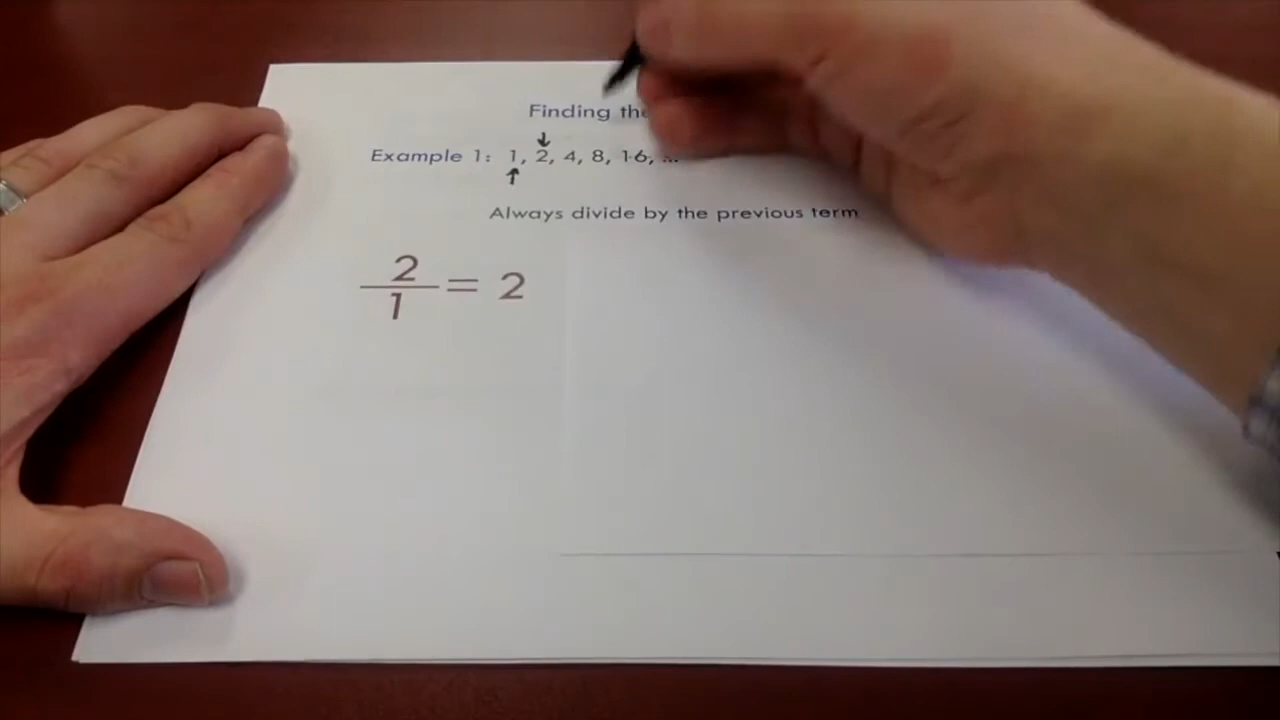 Finding the
Example 1: 1, 2, 4, 8, 16, ...
Always divide by the previous term
2
1
= 2